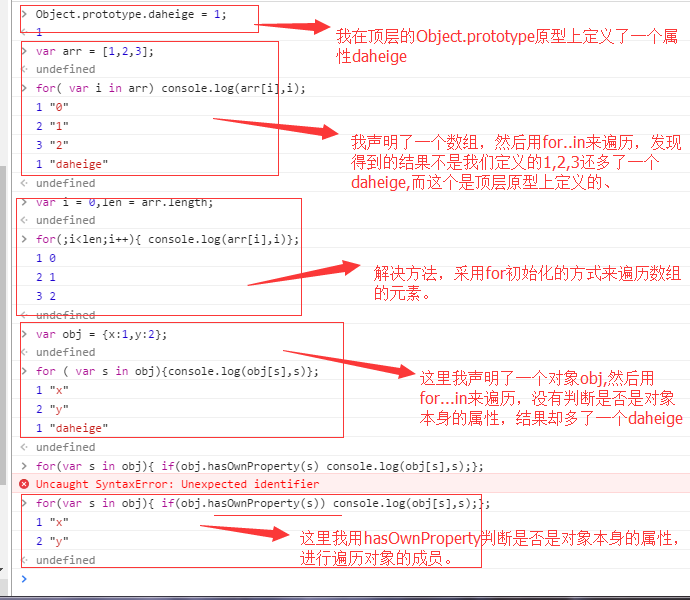 Object.prototype.daheige = 1;
1
我在顶层的Object.prototype原型上定义了一个属
性daheige
var arr = [1,2,3];
undefined
for( var i in arr) console.log(arr[i],i);
1 "0"
2 "1"
3 "2"
1 "daheige"
undefined
我声明了一个数组，然后用for..in来遍历，发现
得到的结果不是我们定义的1,2,3还多了一个
daheige,而这个是顶层原型上定义的、
var i = 0,len = arr.length;
undefined
for(;i<len;i++){ console.log(arr[i],i)};
1 0
2 1
3 2
undefined
解决方法，采用for初始化的方式来遍历数组
的元素。
var obj = {x:1,y:2};
undefined
for ( var s in obj){console.log(obj[s],s)};
1 "x"
2 "y"
1 "daheige"
undefined
这里我声明了一个对象obj,然后用
for...in来遍历，没有判断是否是对象
本身的属性，结果却多了一个daheige
for(var s in obj){ if(obj.hasOwnProperty(s) console.log(obj[s],s);};
Uncaught SyntaxError: Unexpected identifier
for(var s in obj){ if(obj.hasOwnProperty(s)) console.log(obj[s],s);};
1 "x"
2 "y"
undefined
这里我用hasOwnProperty判断是否是对象本身的属性，
进行遍历对象的成员。